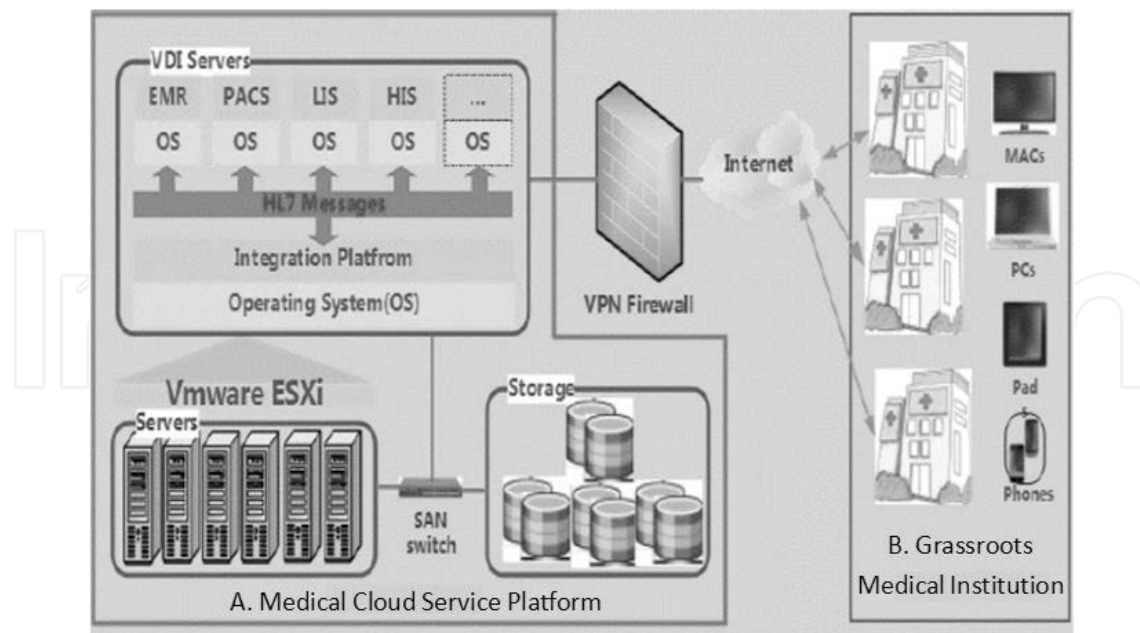 VDI Servers
EMR PACS LIS HIS ...
OS OS OS OS OS
HL7 Messages
Integration Platfrom
Operating System(OS)
Vmware ESXi
Servers
SAN
switch
Storage
A. Medical Cloud Service Platform
VPN Firewall
Internet
MACs
PCs
Pad
s
Phones
B. Grassroots
Medical Institution